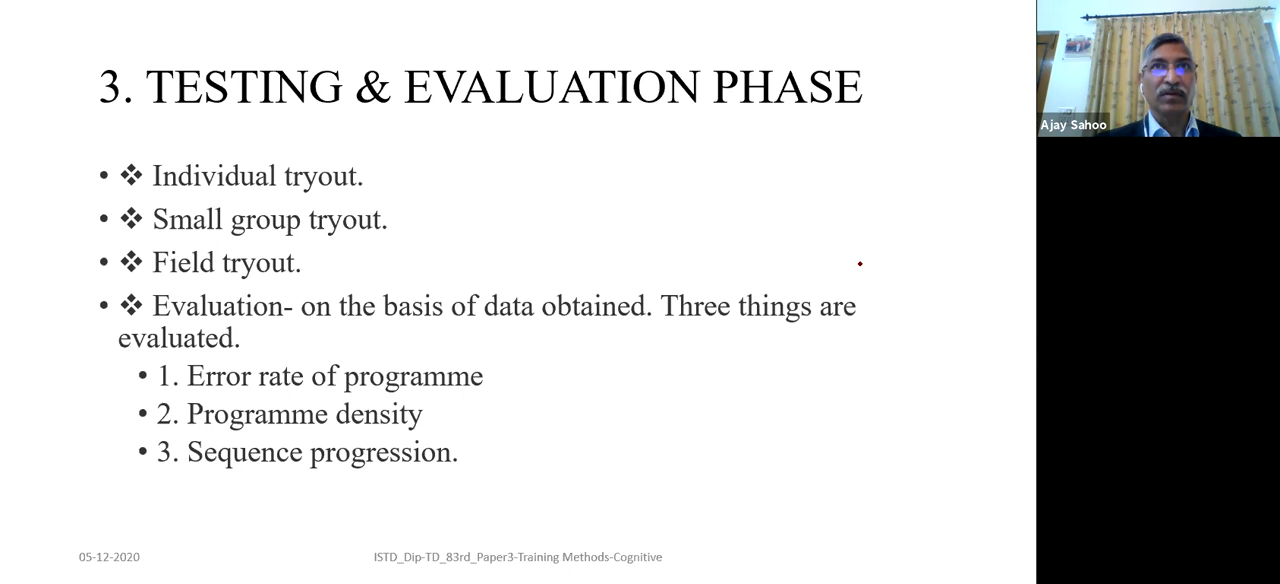 3. TESTING & EVALUATION PHASE
• ❖ Individual tryout.
• ❖ Small group tryout.
• ❖ Field tryout.
• ❖ Evaluation- on the basis of data obtained. Three things are
evaluated.
• 1. Error rate of programme
• 2. Programme density
• 3. Sequence progression.
05-12-2020
ISTD_Dip-TD_83rd_Paper3-Training Methods-Cognitive
Ajay Sahoo